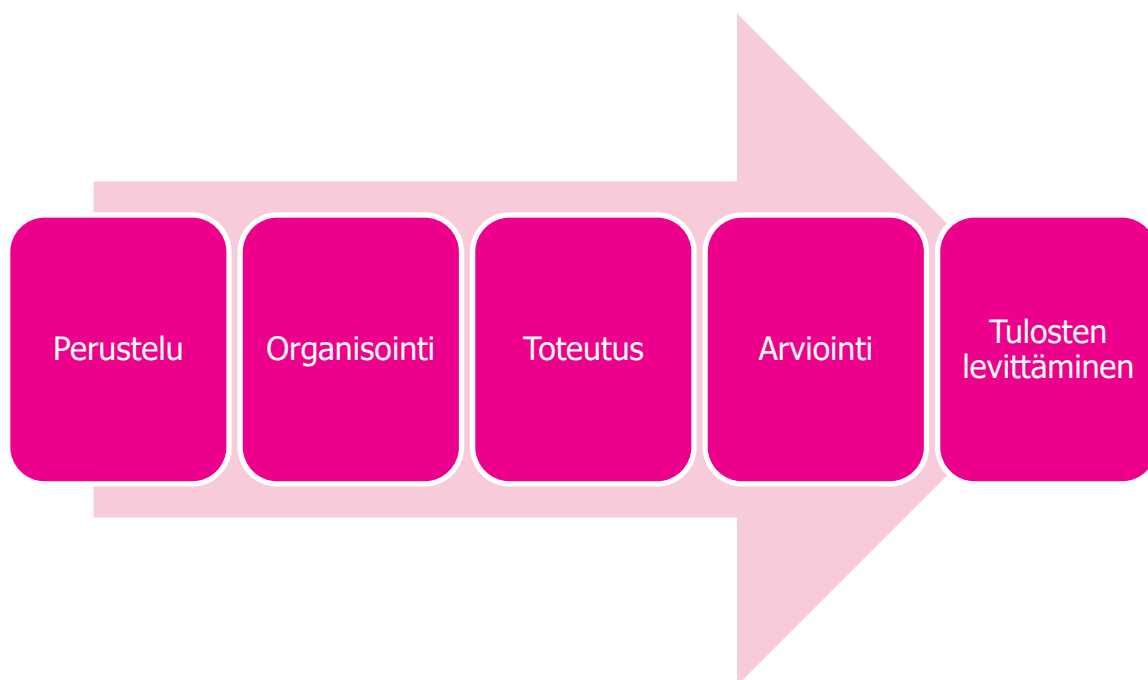 Perustelu
Organisointi
Toteutus
Arviointi
Tulosten
levittäminen